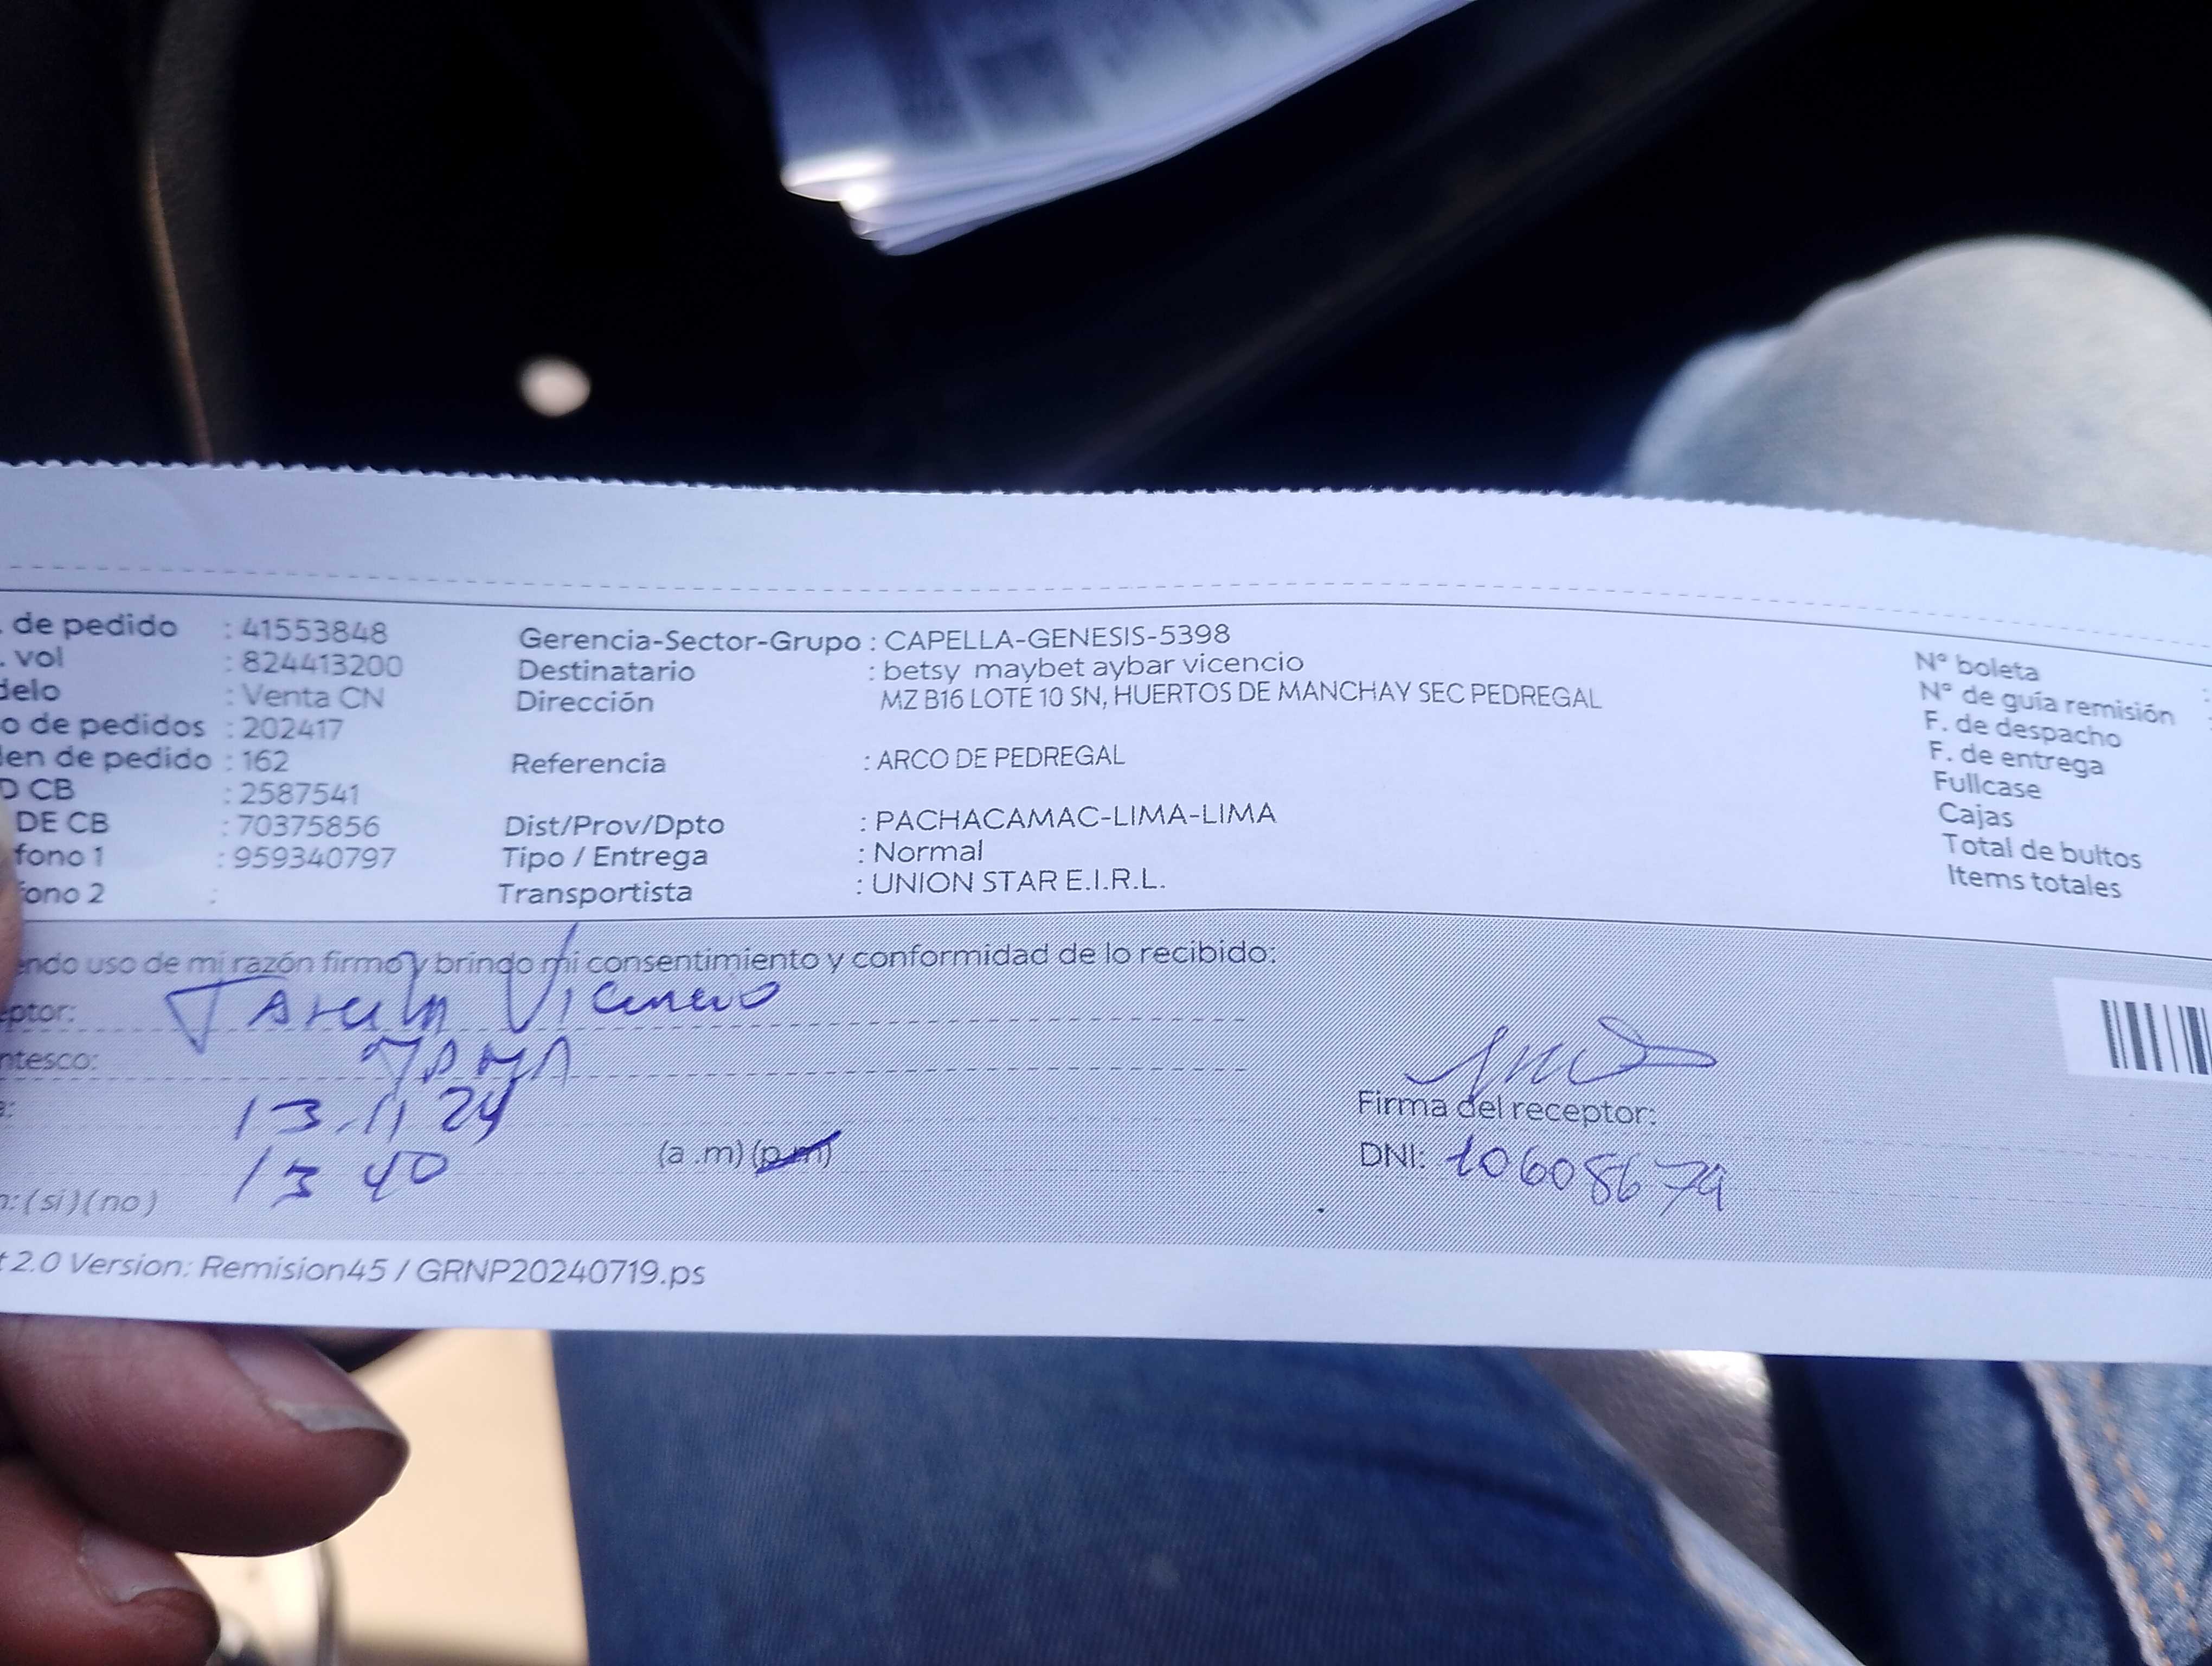 . de pedido : 41553848
. vol : 824413200
delo : Venta CN
o de pedidos : 202417
den de pedido : 162
D CB : 2587541
DE CB : 70375856
fono 1 : 959340797
fono 2 :
Gerencia-Sector-Grupo : CAPELLA-GENESIS-5398
Destinatario : betsy maybet aybar vicencio
Dirección MZ B16 LOTE 10 SN, HUERTOS DE MANCHAY SEC PEDREGAL
Referencia : ARCO DE PEDREGAL
Dist/Prov/Dpto : PACHACAMAC-LIMA-LIMA
Tipo / Entrega : Normal
Transportista : UNION STAR E.I.R.L.
N° boleta :
N° de guía remisión :
F. de despacho
F. de entrega
Fullcase
Cajas
Total de bultos
Items totales
endo uso de mi razón firmo y brindo mi consentimiento y conformidad de lo recibido:
eptor: Vicencio
ntesco:
a: 13.11 24
13 40 (a .m) (p.m)
n: (si) (no)
Firma del receptor:
DNI: 10608674
t 2.0 Version: Remision45 / GRNP20240719.ps